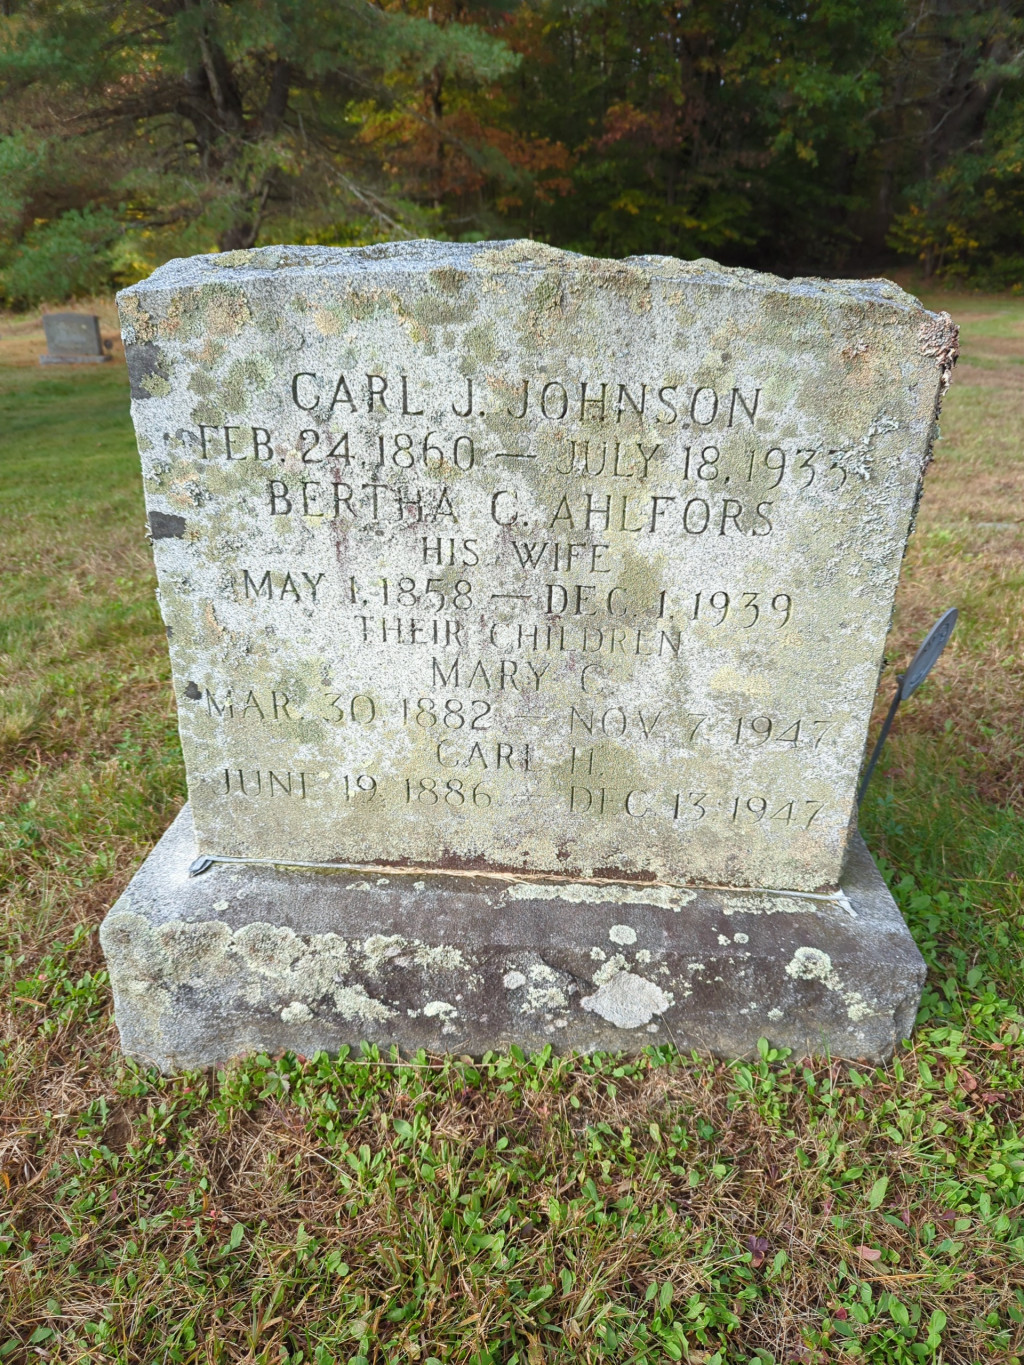 CARL J. JOHNSON
FEB. 24, 1860 — JULY 18, 1933
BERTHA C. AHLFORS
HIS WIFE
MAY 1, 1858 — DEC. 1, 1939
THEIR CHILDREN
MARY C.
MAR. 30, 1882 — NOV. 7, 1947
CARL H.
JUNE 19, 1886 — DEC. 13, 1947